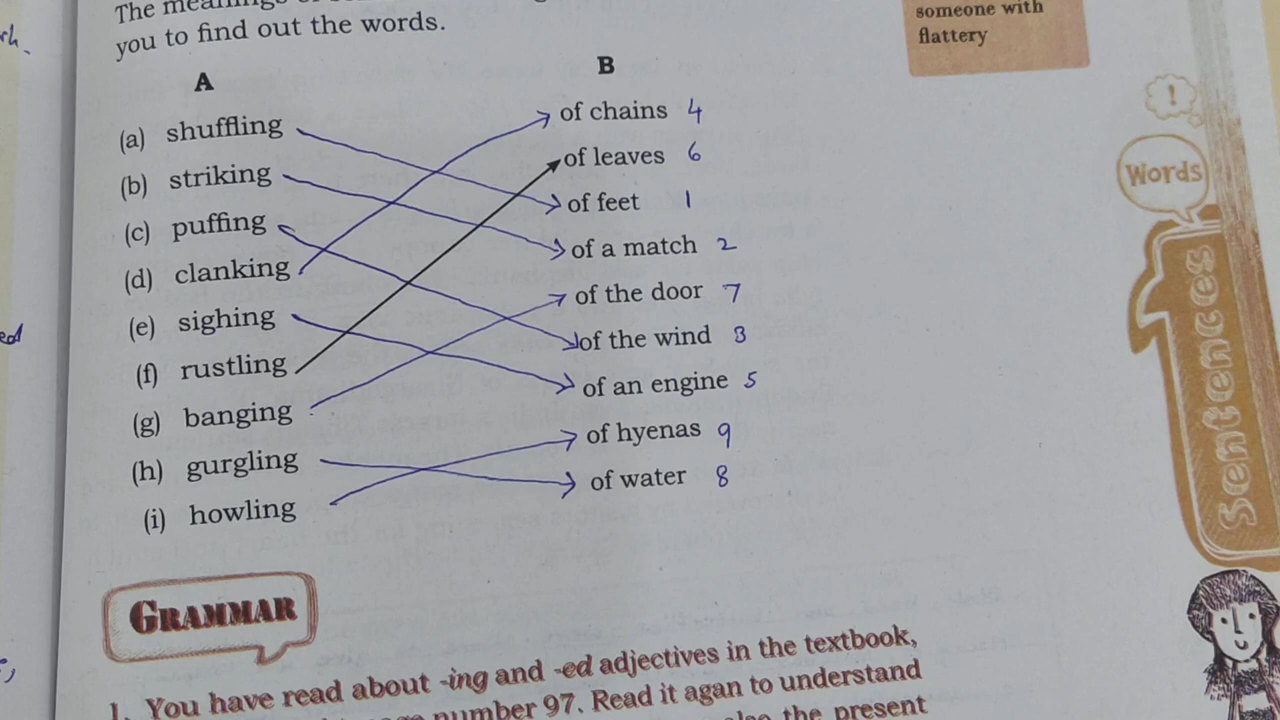 The
someone with
flattery
you to find out the words.
A
B
(a) shuffling
of chains 4
(b) striking
of leaves 6
(c) puffing
of feet 1
(d) clanking
of a match 2
(e) sighing
of the door 7
(f) rustling
of the wind 3
(g) banging
of an engine 5
(h) gurgling
of hyenas 9
(i) howling
of water 8
!
Words
Sentences
GRAMMAR
1. You have read about -ing and -ed adjectives in the textbook,
number 97. Read it agan to understand
the present